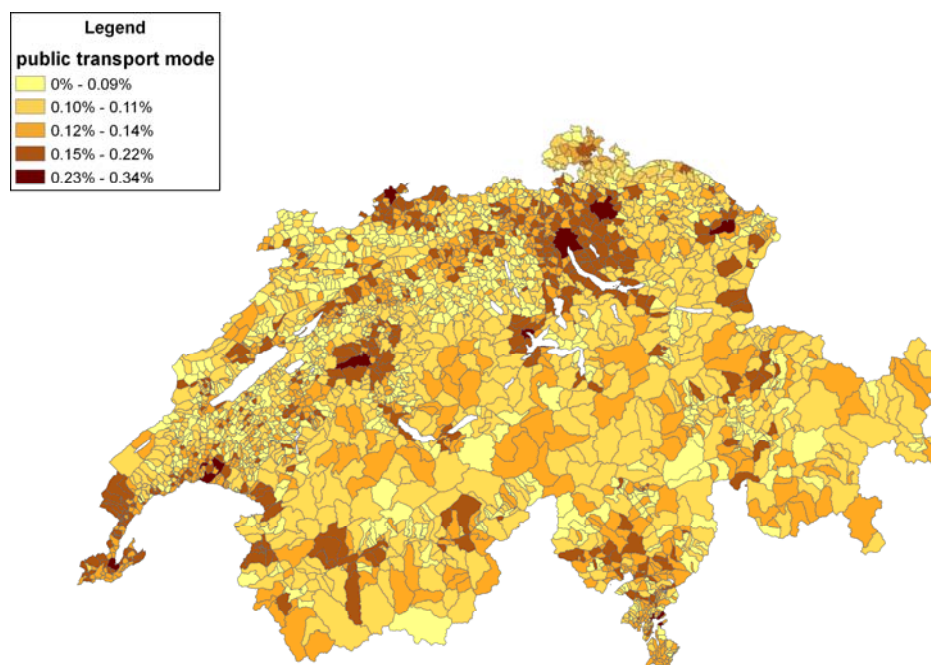 Legend
public transport mode
0% - 0.09%
0.10% - 0.11%
0.12% - 0.14%
0.15% - 0.22%
0.23% - 0.34%